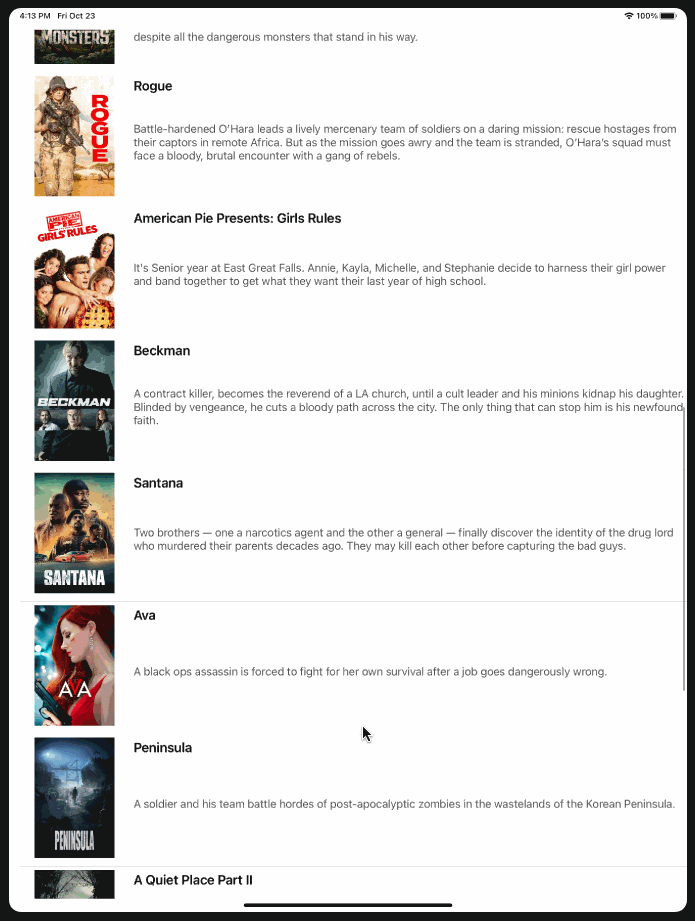 4:13 PM Fri Oct 23
100%
MONSTERS
despite all the dangerous monsters that stand in his way.
Rogue
ROGUE
Battle-hardened O'Hara leads a lively mercenary team of soldiers on a daring mission: rescue hostages from
their captors in remote Africa. But as the mission goes awry and the team is stranded, O'Hara's squad must
face a bloody, brutal encounter with a gang of rebels.
American Pie Presents: Girls Rules
AMERICAN
PIE
GIRLS' RULES
It's Senior year at East Great Falls. Annie, Kayla, Michelle, and Stephanie decide to harness their girl power
and band together to get what they want their last year of high school.
Beckman
BECKMAN
A contract killer, becomes the reverend of a LA church, until a cult leader and his minions kidnap his daughter.
Blinded by vengeance, he cuts a bloody path across the city. The only thing that can stop him is his newfound
faith.
Santana
Two brothers — one a narcotics agent and the other a general — finally discover the identity of the drug lord
who murdered their parents decades ago. They may kill each other before capturing the bad guys.
SANTANA
Ava
A black ops assassin is forced to fight for her own survival after a job goes dangerously wrong.
AVA
Peninsula
A soldier and his team battle hordes of post-apocalyptic zombies in the wastelands of the Korean Peninsula.
PENINSULA
A Quiet Place Part II